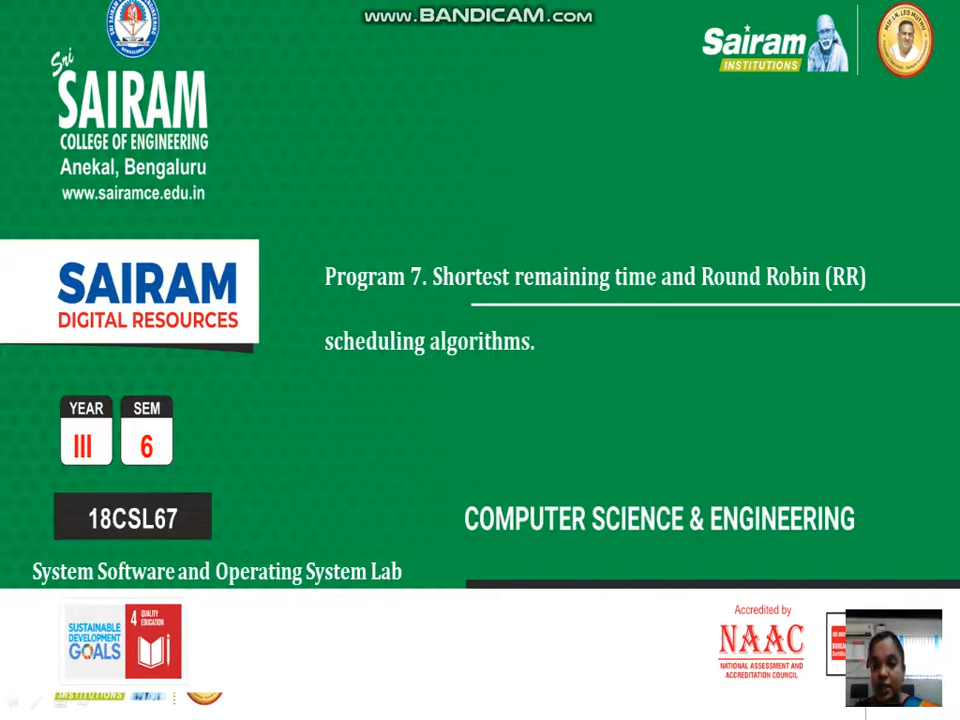 www.BANDICAM.com
Sri
SAIRAM
COLLEGE OF ENGINEERING
Anekal, Bengaluru
www.sairamce.edu.in
Sairam
INSTITUTIONS
SAIRAM
DIGITAL RESOURCES
Program 7. Shortest remaining time and Round Robin (RR)
scheduling algorithms.
YEAR
SEM
III
6
18CSL67
COMPUTER SCIENCE & ENGINEERING
System Software and Operating System Lab
SUSTAINABLE
DEVELOPMENT
GOALS
4 QUALITY
EDUCATION
Accredited by
NAAC
NATIONAL ASSESSMENT AND
ACCREDITATION COUNCIL
INSTITUTIONS